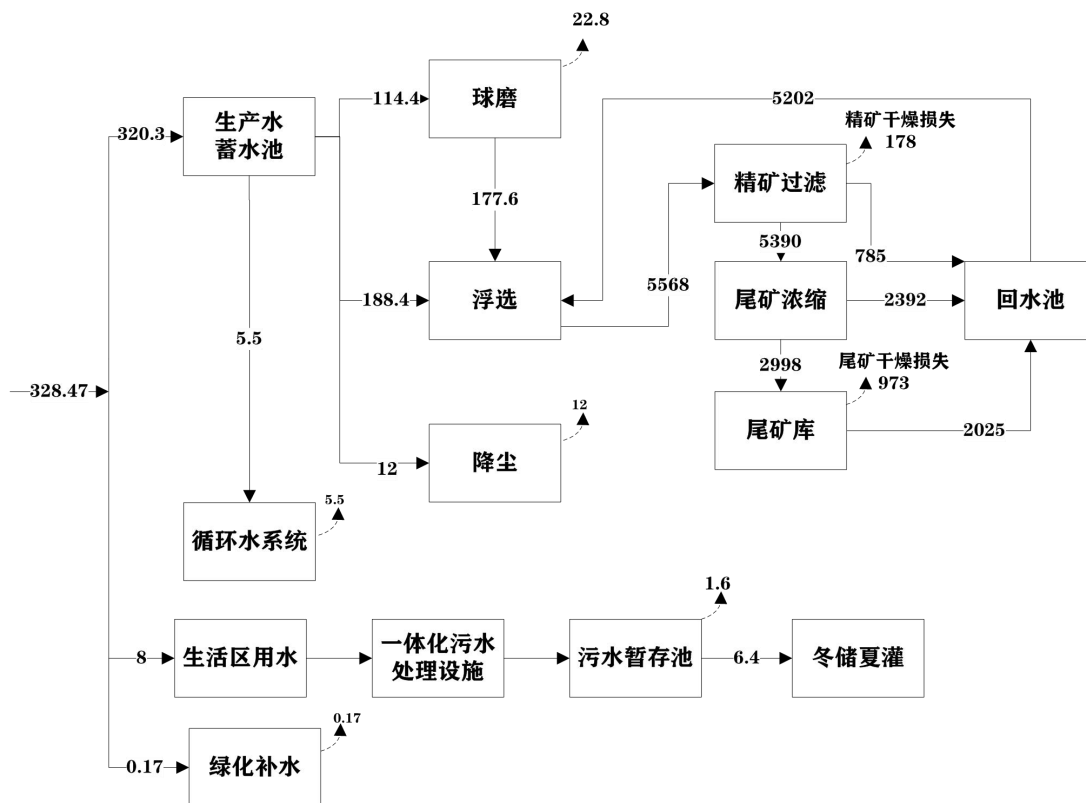 22.8
114.4
球磨
5202
320.3
生产水
蓄水池
精矿干燥损失
178
精矿过滤
177.6
5390
785
5568
188.4
浮选
尾矿浓缩
2392
回水池
5.5
2998
尾矿干燥损失
973
328.47
尾矿库
2025
12
12
降尘
5.5
循环水系统
1.6
8
生活区用水
一体化污水
处理设施
污水暂存池
6.4
冬储夏灌
0.17
0.17
绿化补水